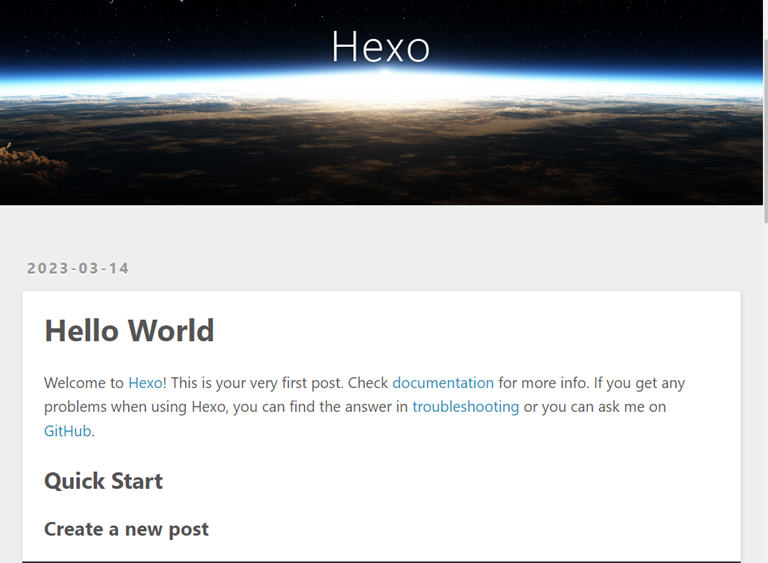 Hexo
2023-03-14
Hello World
Welcome to Hexo! This is your very first post. Check documentation for more info. If you get any
problems when using Hexo, you can find the answer in troubleshooting or you can ask me on
GitHub.
Quick Start
Create a new post